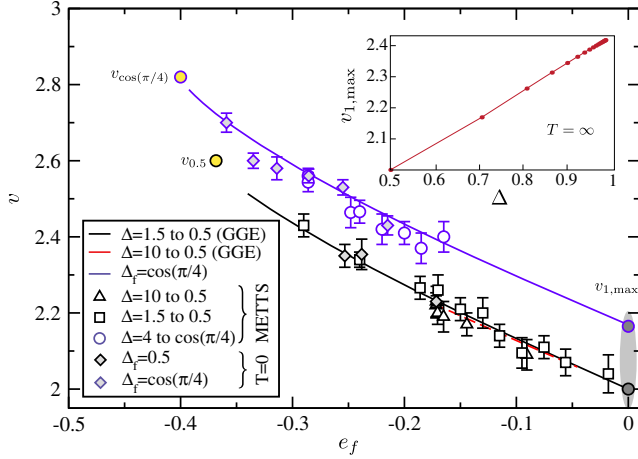 3
2.8
2.6
2.4
2.2
2
v
-0.5
-0.4
-0.3
-0.2
-0.1
0
e_f
v_cos(π/4)
v_0.5
v_1,max
Δ=1.5 to 0.5 (GGE)
Δ=10 to 0.5 (GGE)
Δ_f=cos(π/4)
Δ=10 to 0.5
Δ=1.5 to 0.5
Δ=4 to cos(π/4)
METTS
Δ_f=0.5
Δ_f=cos(π/4)
T=0
2.4
2.3
2.2
2.1
v_1,max
0.5
0.6
0.7
0.8
0.9
1
Δ
T = ∞